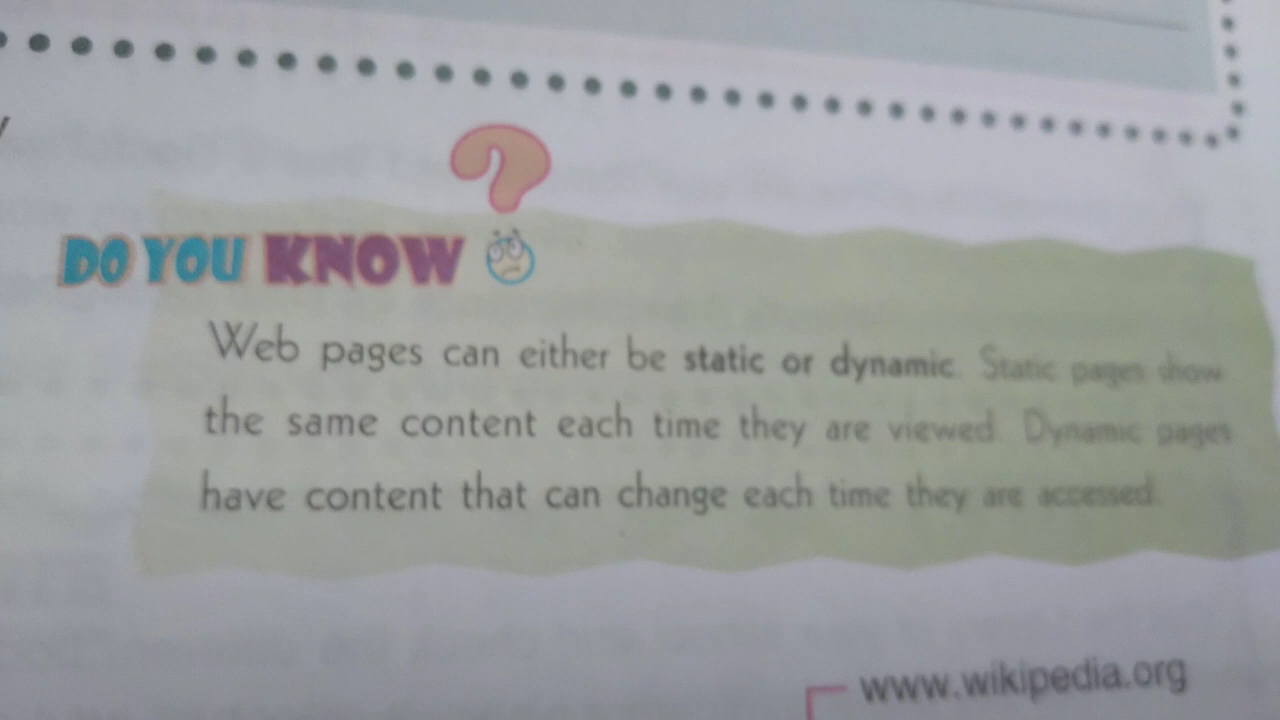 DO YOU KNOW ?
Web pages can either be static or dynamic. Static pages show
the same content each time they are viewed. Dynamic pages
have content that can change each time they are accessed.
www.wikipedia.org